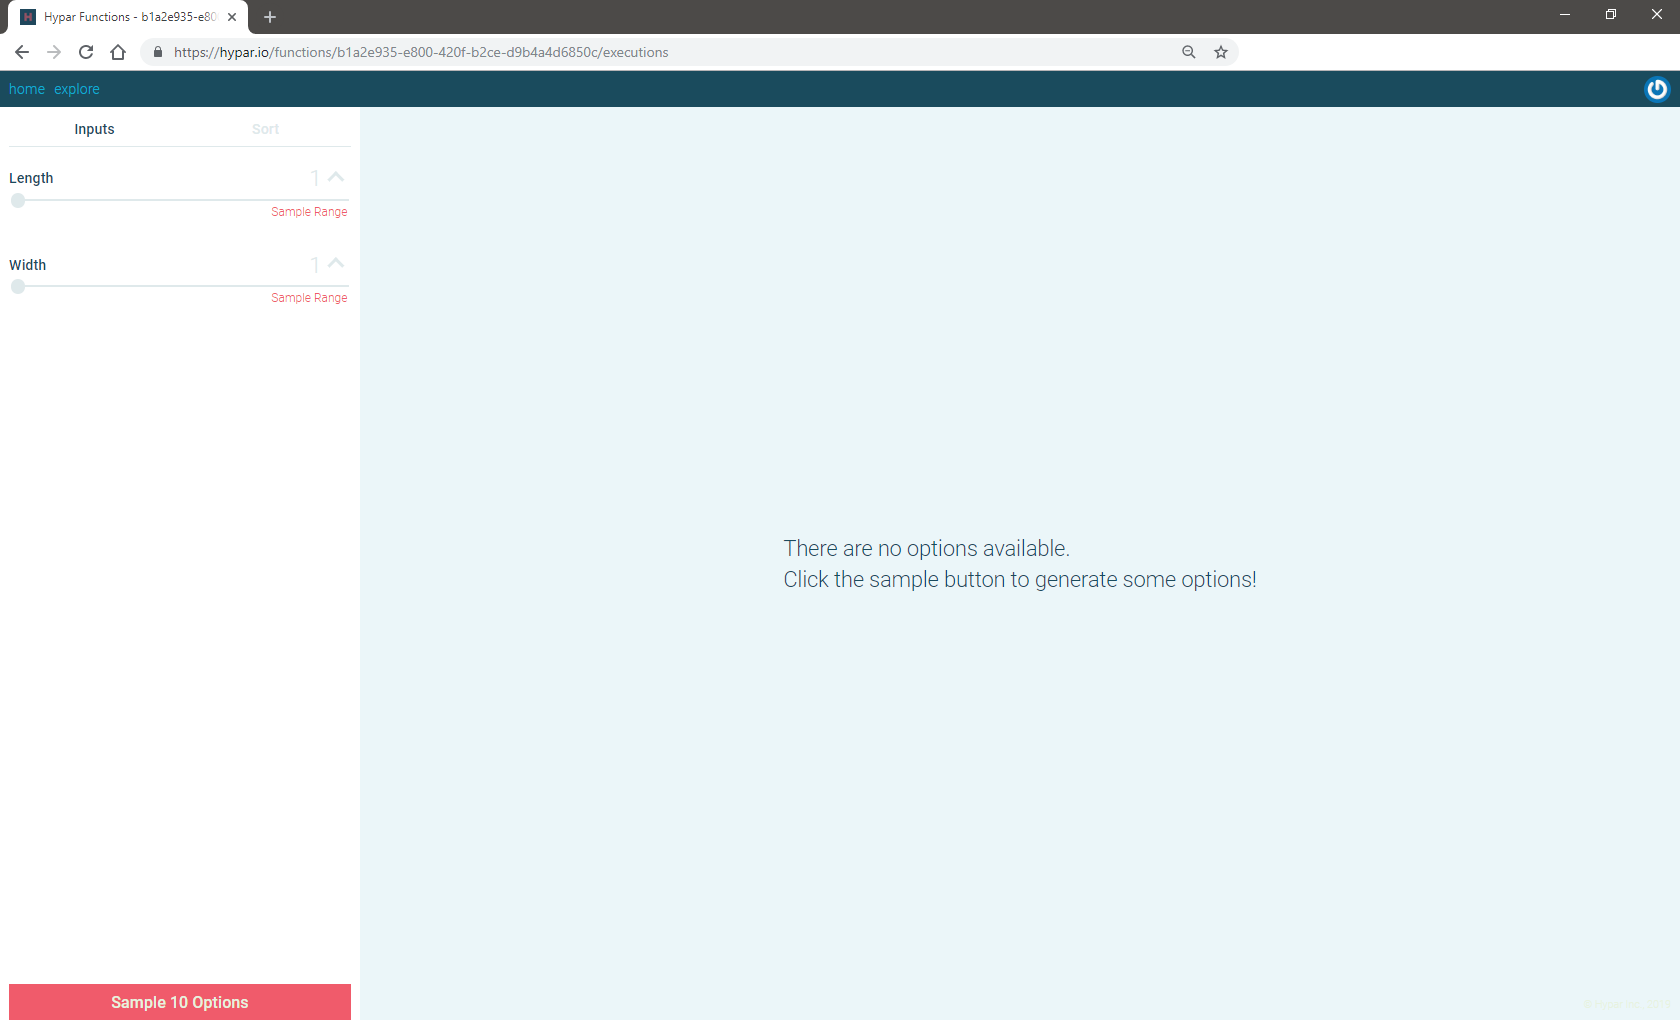 Hypar Functions - b1a2e935-e80
https://hypar.io/functions/b1a2e935-e800-420f-b2ce-d9b4a4d6850c/executions
home explore
Inputs Sort
Length 1
Sample Range
Width 1
Sample Range
There are no options available.
Click the sample button to generate some options!
Sample 10 Options